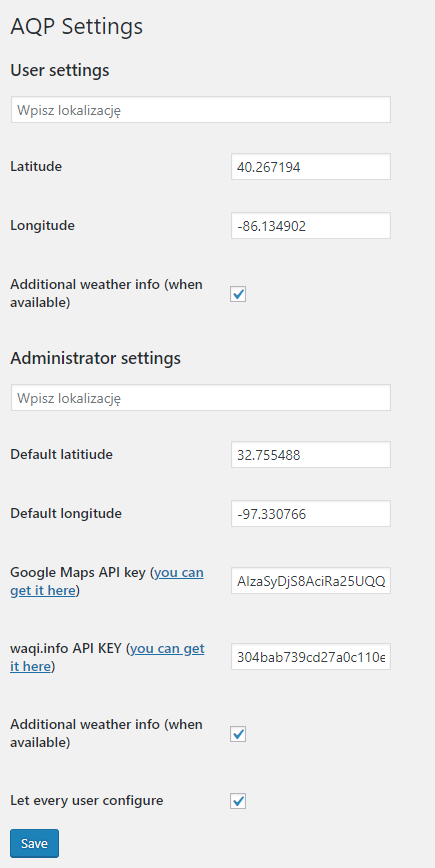 AQP Settings
User settings
Wpisz lokalizację
Latitude
40.267194
Longitude
-86.134902
Additional weather info (when
available)
Administrator settings
Wpisz lokalizację
Default latitiude
32.755488
Default longitude
-97.330766
Google Maps API key (you can
get it here)
AIzaSyDjS8AciRa25UQQ
waqi.info API KEY (you can get
it here)
304bab739cd27a0c110e
Additional weather info (when
available)
Let every user configure
Save